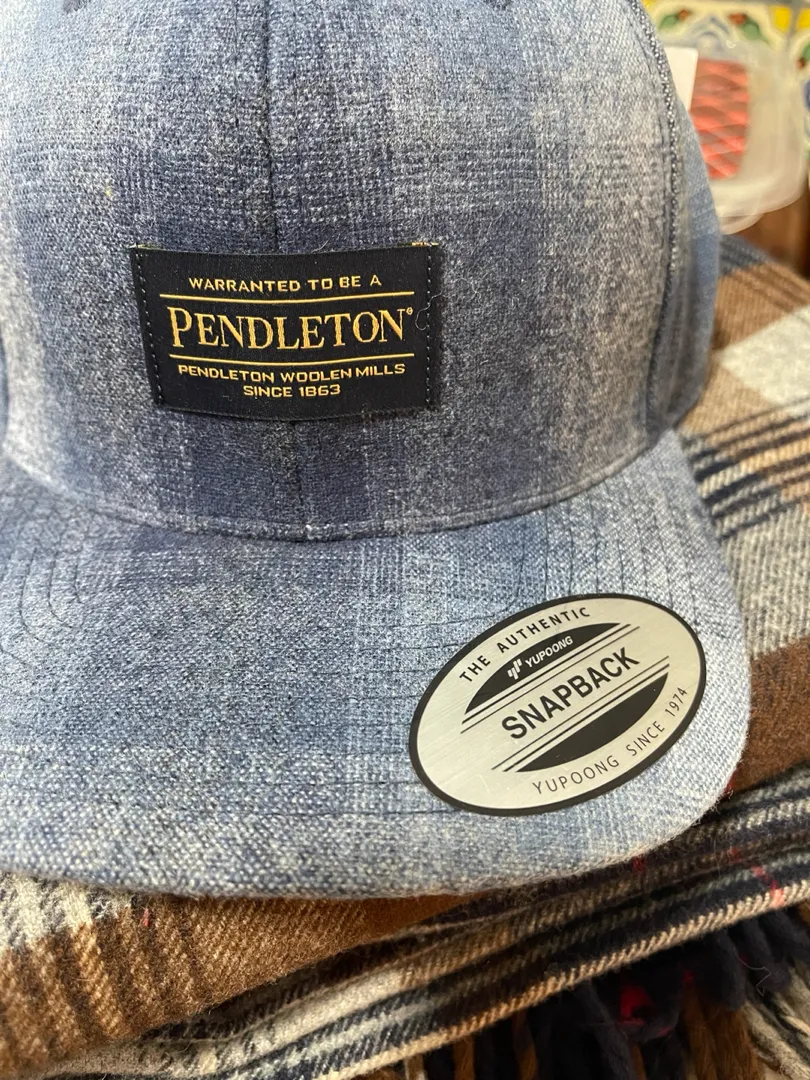 WARRANTED TO BE A
PENDLETON®
PENDLETON WOOLEN MILLS
SINCE 1863
THE AUTHENTIC
YUPOONG
SNAPBACK
YUPOONG SINCE 1974